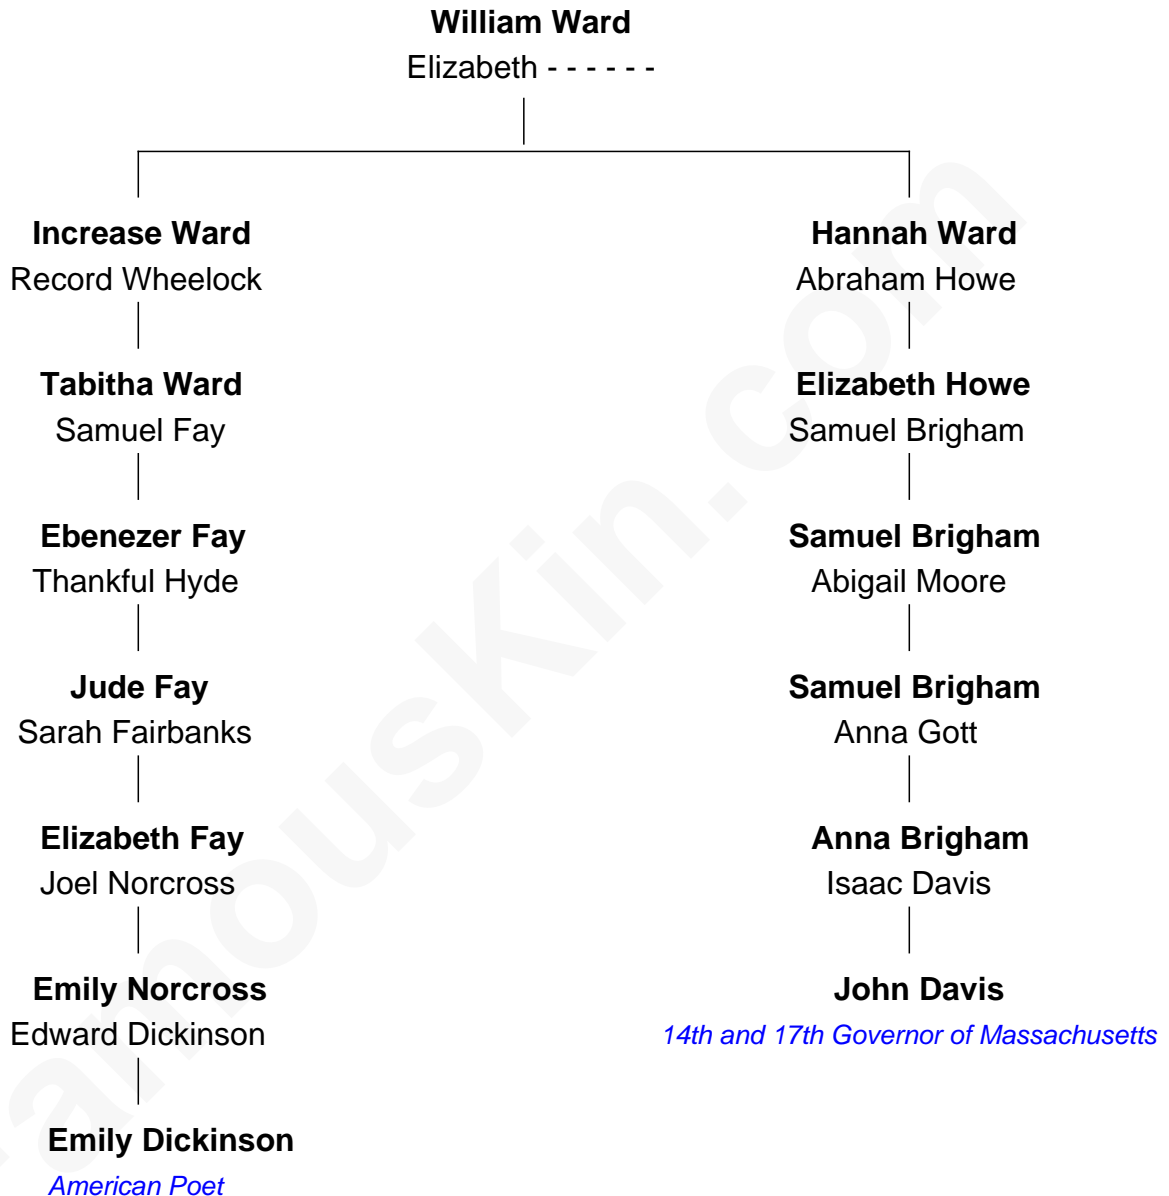 William Ward
Elizabeth - - - - - -
Increase Ward
Record Wheelock
Hannah Ward
Abraham Howe
Tabitha Ward
Samuel Fay
Elizabeth Howe
Samuel Brigham
Ebenezer Fay
Thankful Hyde
Samuel Brigham
Abigail Moore
Jude Fay
Sarah Fairbanks
Samuel Brigham
Anna Gott
Elizabeth Fay
Joel Norcross
Anna Brigham
Isaac Davis
Emily Norcross
Edward Dickinson
John Davis
14th and 17th Governor of Massachusetts
Emily Dickinson
American Poet
FamousKin.com